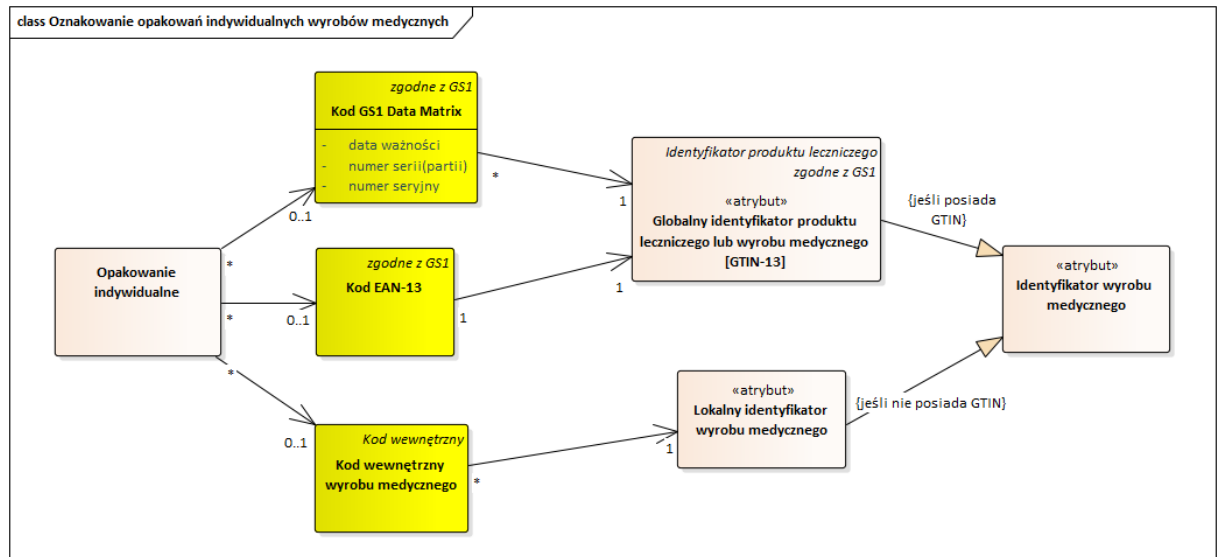 class Oznakowanie opakowań indywidualnych wyrobów medycznych
zgodne z GS1
Kod GS1 Data Matrix
- data ważności
- numer serii(partii)
- numer seryjny
*
0..1
*
1
Identyfikator produktu leczniczego
zgodne z GS1
«atrybut»
Globalny identyfikator produktu
leczniczego lub wyrobu medycznego
[GTIN-13]
{jeśli posiada
GTIN}
Opakowanie
indywidualne
zgodne z GS1
Kod EAN-13
*
0..1
1
1
«atrybut»
Identyfikator wyrobu
medycznego
*
0..1
Kod wewnętrzny
Kod wewnętrzny
wyrobu medycznego
*
1
«atrybut»
Lokalny identyfikator
wyrobu medycznego
{jeśli nie posiada GTIN}